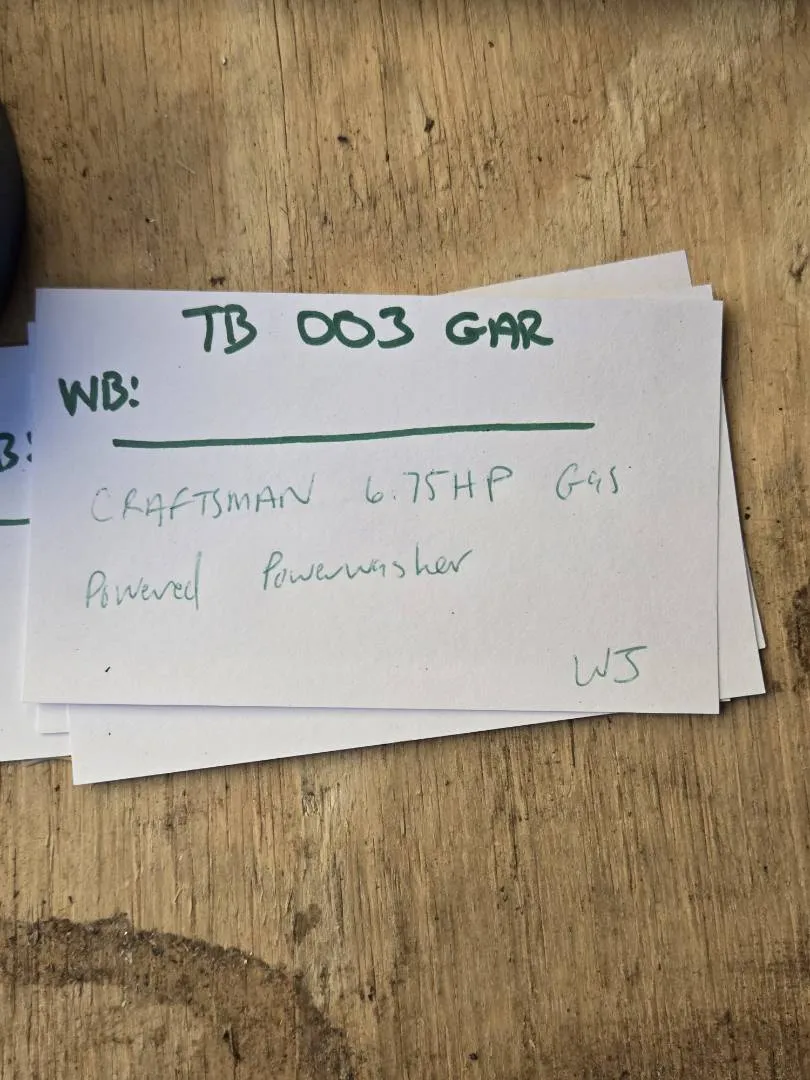 TB 003 GAR
WB:
CRAFTSMAN 6.75HP Gas
Powered Powerwasher
WJ
B: